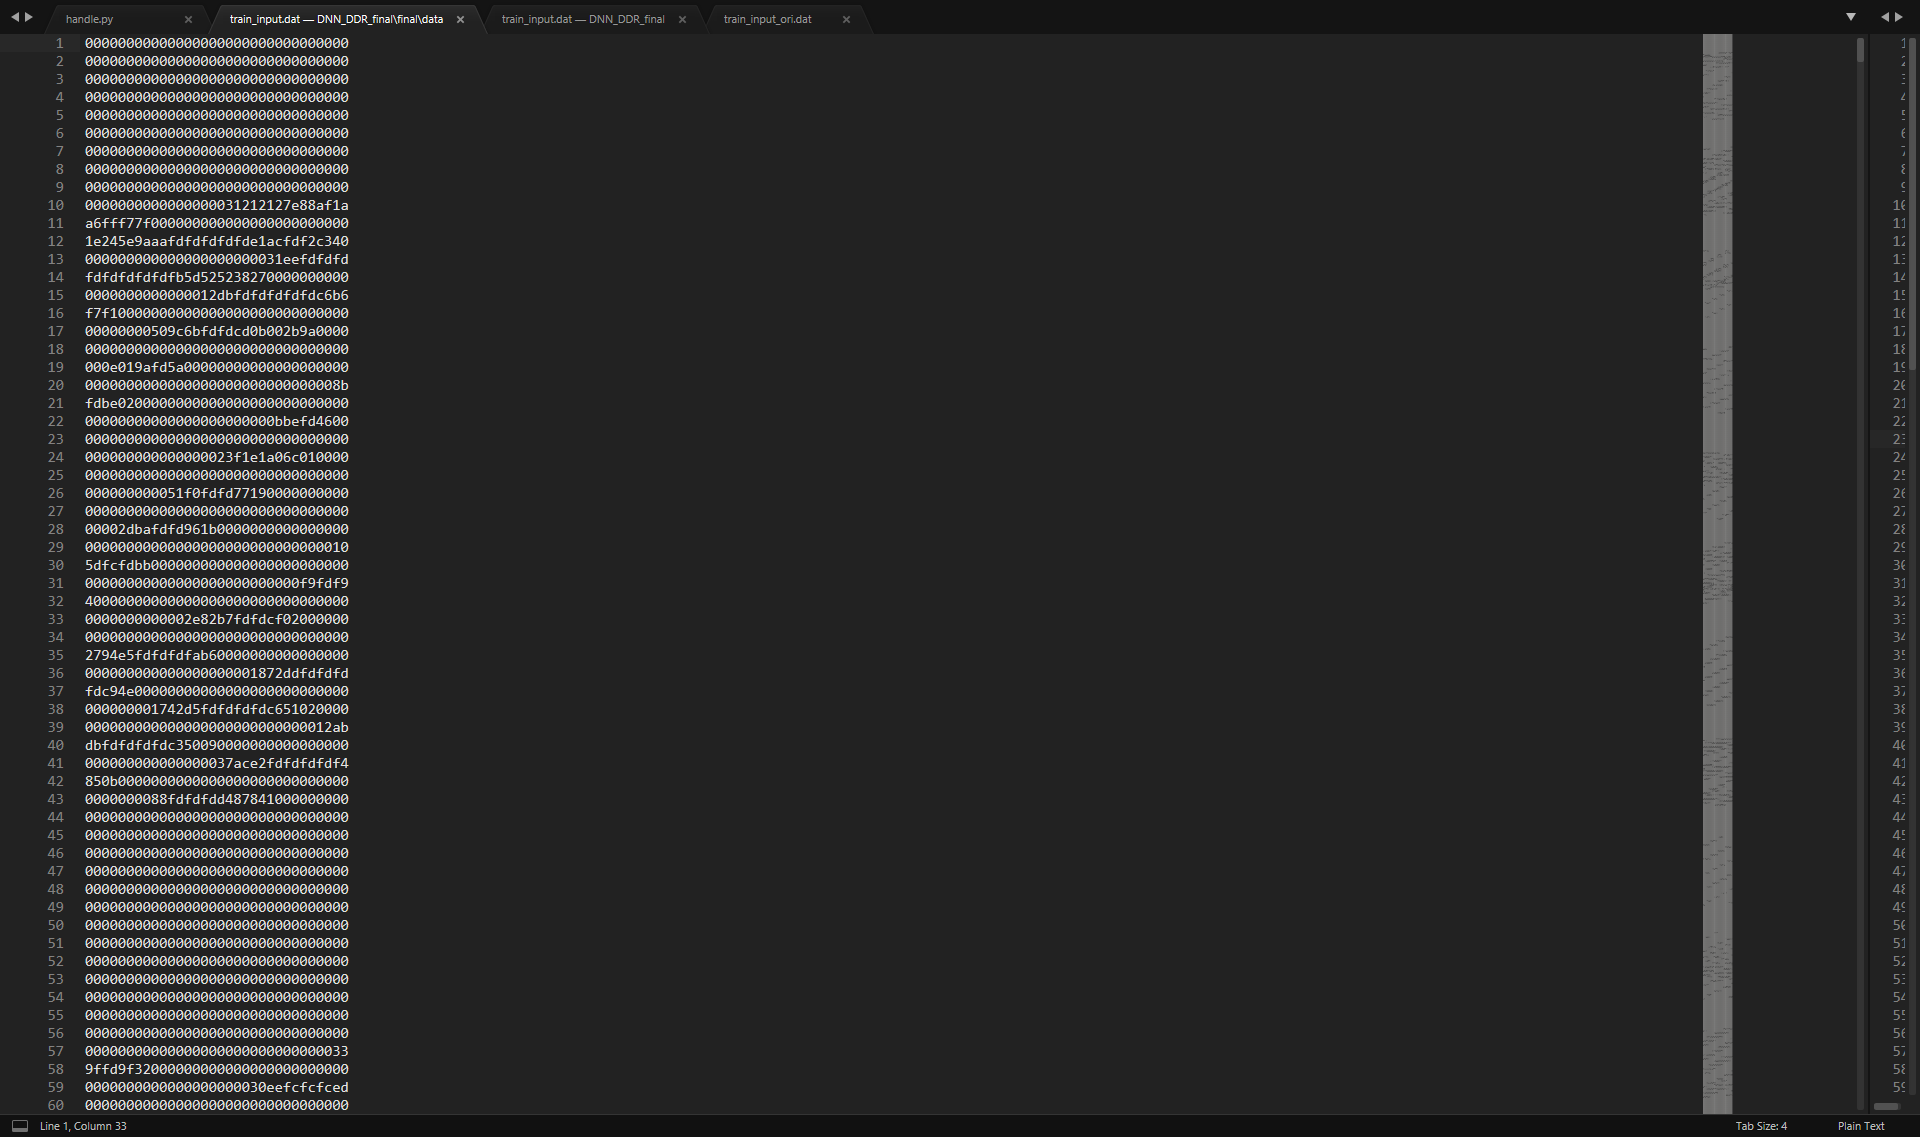 handle.py
train_input.dat — DNN_DDR_final\final\data
train_input.dat — DNN_DDR_final
train_input_ori.dat
1 00000000000000000000000000000000
2 00000000000000000000000000000000
3 00000000000000000000000000000000
4 00000000000000000000000000000000
5 00000000000000000000000000000000
6 00000000000000000000000000000000
7 00000000000000000000000000000000
8 00000000000000000000000000000000
9 00000000000000000000000000000000
10 0000000000000000031212127e88af1a
11 a6fff77f000000000000000000000000
12 1e245e9aaafdfdfdfdfde1acfdf2c340
13 000000000000000000000031eefdfdfd
14 fdfdfdfdfdfb5d525238270000000000
15 0000000000000012dbfdfdfdfdfdc6b6
16 f7f10000000000000000000000000000
17 00000000509c6bfdfdcd0b002b9a0000
18 00000000000000000000000000000000
19 000e019afd5a00000000000000000000
20 0000000000000000000000000000008b
21 fdbe0200000000000000000000000000
22 00000000000000000000000bbefd4600
23 00000000000000000000000000000000
24 000000000000000023f1e1a06c010000
25 00000000000000000000000000000000
26 000000000051f0fdfd77190000000000
27 00000000000000000000000000000000
28 00002dbafdfd961b0000000000000000
29 00000000000000000000000000000010
30 5dfcfdbb000000000000000000000000
31 00000000000000000000000000f9fdf9
32 40000000000000000000000000000000
33 0000000000002e82b7fdfdcf02000000
34 00000000000000000000000000000000
35 2794e5fdfdfdfab60000000000000000
36 000000000000000000001872ddfdfdfd
37 fdc94e00000000000000000000000000
38 000000001742d5fdfdfdfdc651020000
39 000000000000000000000000000012ab
40 dbfdfdfdfdc350090000000000000000
41 000000000000000037ace2fdfdfdfdf4
42 850b0000000000000000000000000000
43 0000000088fdfdfdd487841000000000
44 00000000000000000000000000000000
45 00000000000000000000000000000000
46 00000000000000000000000000000000
47 00000000000000000000000000000000
48 00000000000000000000000000000000
49 00000000000000000000000000000000
50 00000000000000000000000000000000
51 00000000000000000000000000000000
52 00000000000000000000000000000000
53 00000000000000000000000000000000
54 00000000000000000000000000000000
55 00000000000000000000000000000000
56 00000000000000000000000000000000
57 00000000000000000000000000000033
58 9ffd9f32000000000000000000000000
59 0000000000000000000030eefcfcfced
60 00000000000000000000000000000000
Line 1, Column 33
Tab Size: 4
Plain Text